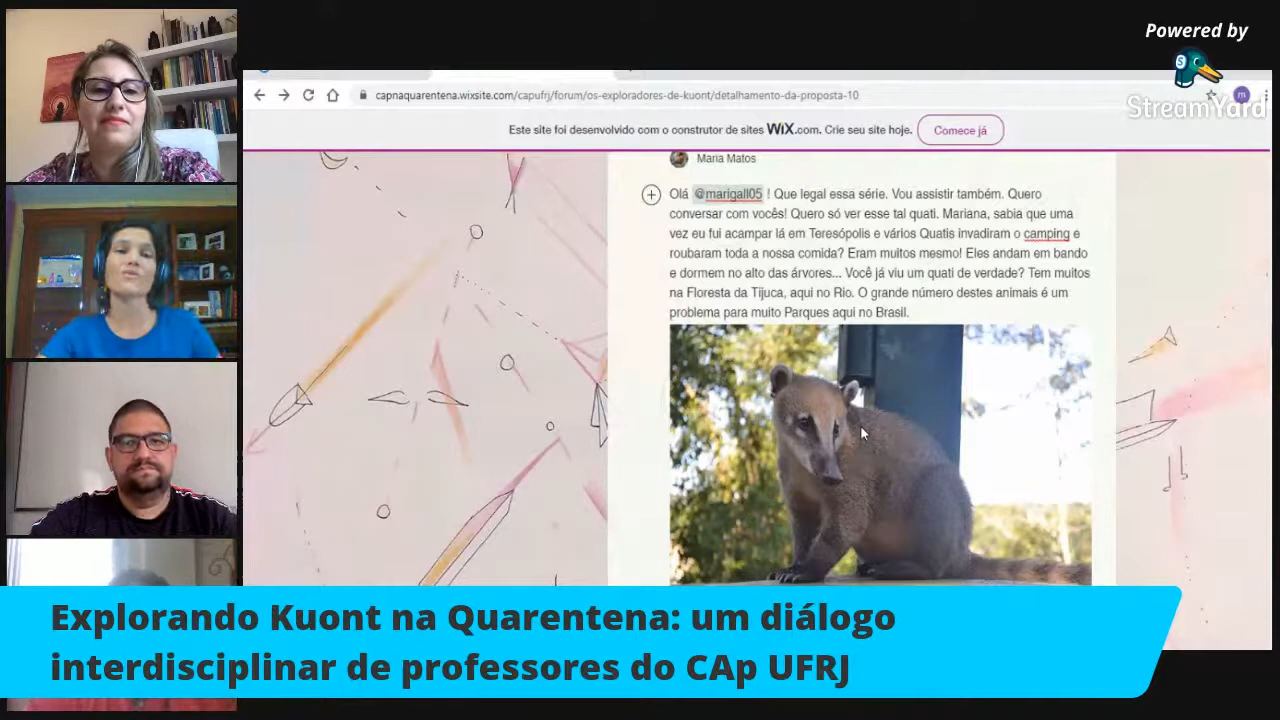 Powered by
StreamYard
capnaquarentena.wixsite.com/capufrj/forum/os-exploradores-de-kuont/detalhamento-da-proposta-10
Este site foi desenvolvido com o construtor de sites WiX.com. Crie seu site hoje.
Comece já
Maria Matos
Olá @marigall05 ! Que legal essa série. Vou assistir também. Quero
conversar com vocês! Quero só ver esse tal quati. Mariana, sabia que uma
vez eu fui acampar lá em Teresópolis e vários Quatis invadiram o camping e
roubaram toda a nossa comida? Eram muitos mesmo! Eles andam em bando
e dormem no alto das árvores... Você já viu um quati de verdade? Tem muitos
na Floresta da Tijuca, aqui no Rio. O grande número destes animais é um
problema para muito Parques aqui no Brasil.
Explorando Kuont na Quarentena: um diálogo
interdisciplinar de professores do CAp UFRJ